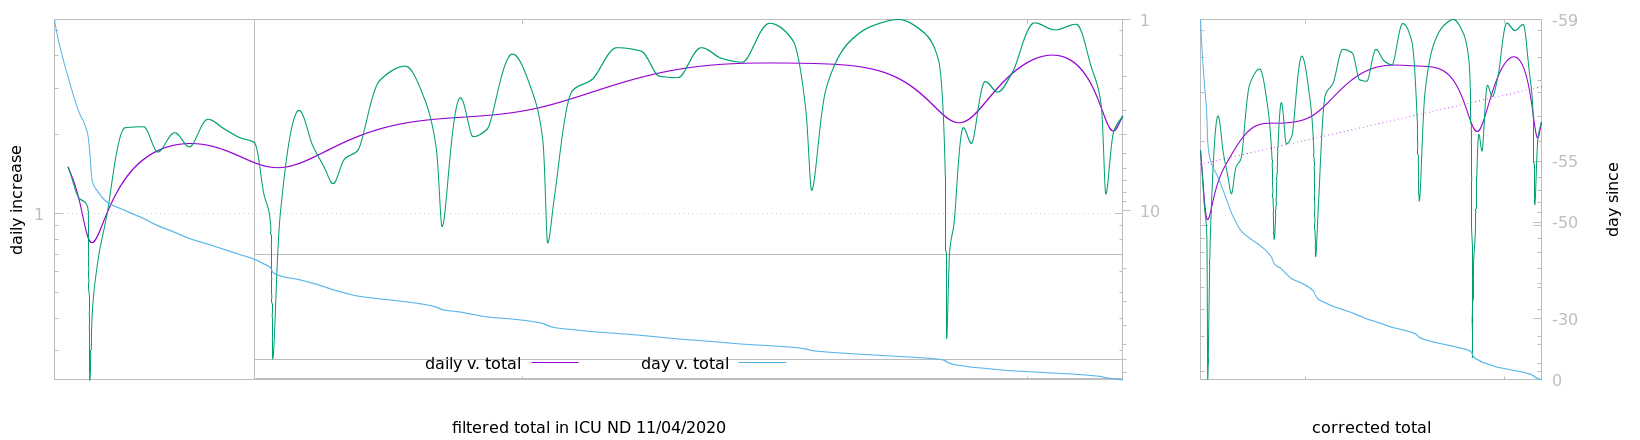 daily increase
1
1
10
daily v. total
day v. total
filtered total in ICU ND 11/04/2020
-59
-55
-50
-30
0
day since
corrected total